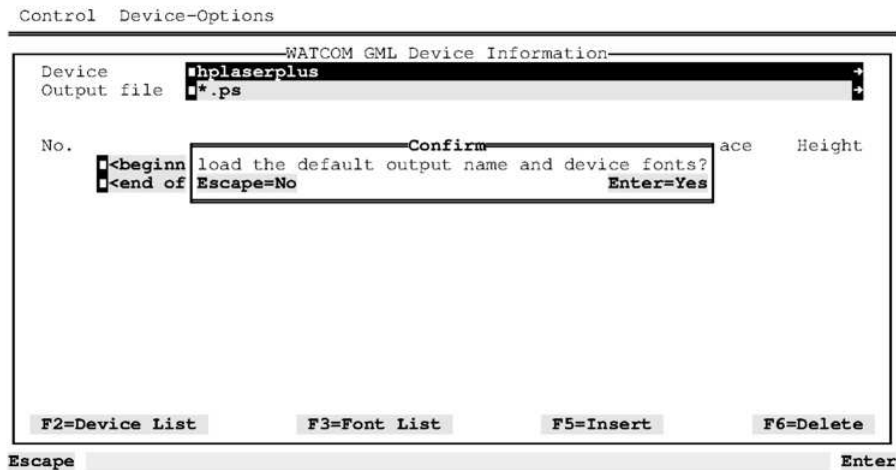 Control Device-Options
WATCOM GML Device Information
Device hplaserplus
Output file *.ps
No. ace Height
Confirm
<beginn load the default output name and device fonts?
<end of Escape=No Enter=Yes
F2=Device List F3=Font List F5=Insert F6=Delete
Escape Enter